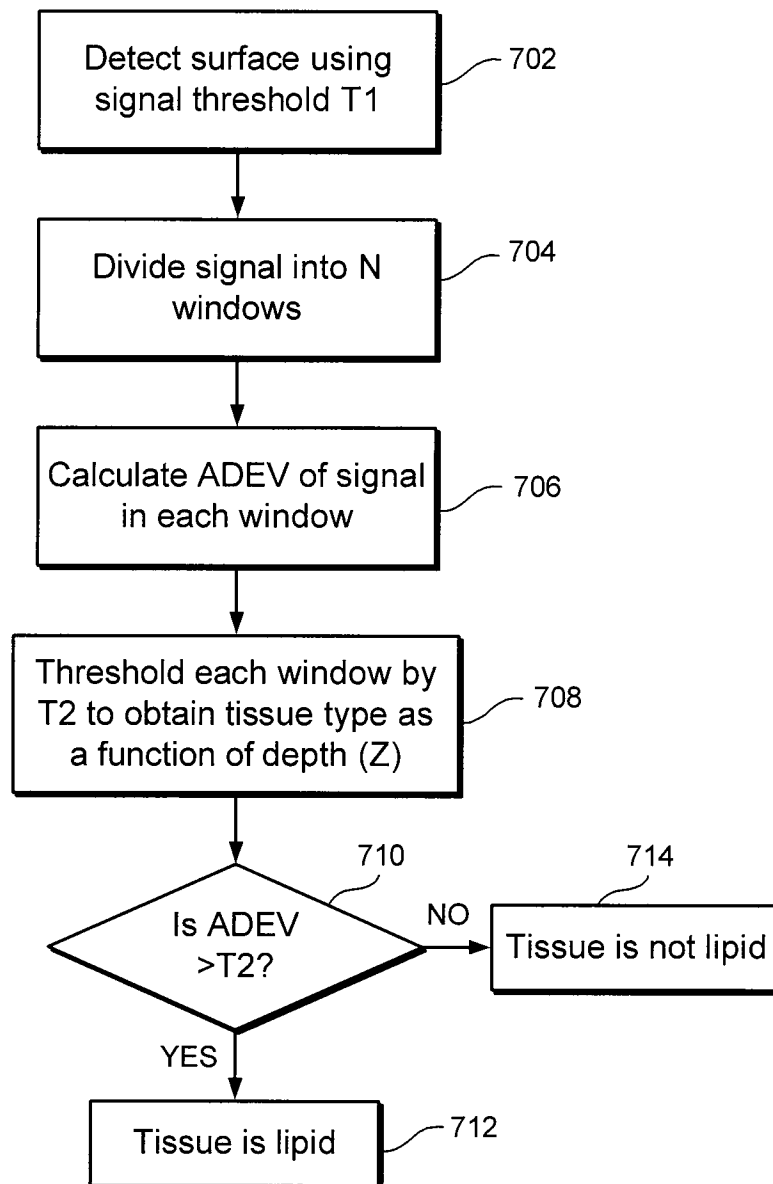 Detect surface using
signal threshold T1
702
Divide signal into N
windows
704
Calculate ADEV of signal
in each window
706
Threshold each window by
T2 to obtain tissue type as
a function of depth (Z)
708
710
Is ADEV
>T2?
NO
714
Tissue is not lipid
YES
Tissue is lipid
712